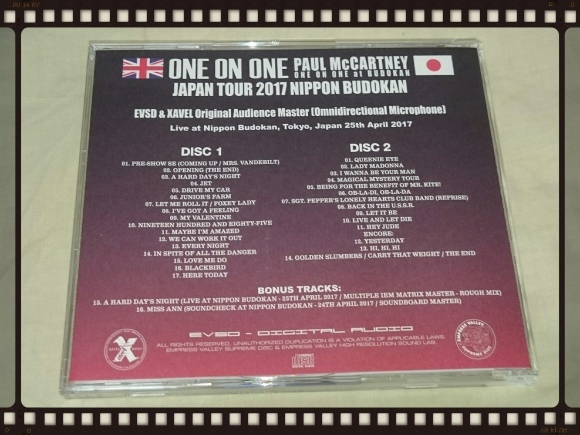 ONE ON ONE PAUL McCARTNEY
ONE ON ONE at BUDOKAN
JAPAN TOUR 2017 NIPPON BUDOKAN
EVSD & XAVEL Original Audience Master (Omnidirectional Microphone)
Live at Nippon Budokan, Tokyo, Japan 25th April 2017
DISC 1
01. PRE-SHOW SE (COMING UP / MRS. VANDEBILT)
02. OPENING (THE END)
03. A HARD DAY'S NIGHT
04. JET
05. DRIVE MY CAR
06. JUNIOR'S FARM
07. LET ME ROLL IT / FOXEY LADY
08. I'VE GOT A FEELING
09. MY VALENTINE
10. NINETEEN HUNDRED AND EIGHTY-FIVE
11. MAYBE I'M AMAZED
12. WE CAN WORK IT OUT
13. EVERY NIGHT
14. IN SPITE OF ALL THE DANGER
15. LOVE ME DO
16. BLACKBIRD
17. HERE TODAY
DISC 2
01. QUEENIE EYE
02. LADY MADONNA
03. I WANNA BE YOUR MAN
04. MAGICAL MYSTERY TOUR
05. BEING FOR THE BENEFIT OF MR. KITE!
06. OB-LA-DI, OB-LA-DA
07. SGT. PEPPER'S LONELY HEARTS CLUB BAND (REPRISE)
08. BACK IN THE U.S.S.R.
09. LET IT BE
10. LIVE AND LET DIE
11. HEY JUDE
ENCORE:
12. YESTERDAY
13. HI, HI, HI
14. GOLDEN SLUMBERS / CARRY THAT WEIGHT / THE END
BONUS TRACKS:
15. A HARD DAY'S NIGHT (LIVE AT NIPPON BUDOKAN - 25TH APRIL 2017 / MULTIPLE IEM MATRIX MASTER - ROUGH MIX)
16. MISS ANN (SOUNDCHECK AT NIPPON BUDOKAN - 24TH APRIL 2017 / SOUNDBOARD MASTER)
EVSD - DIGITAL AUDIO
ALL RIGHTS RESERVED. UNAUTHORIZED DUPLICATION IS A VIOLATION OF APPLICABLE LAWS.
EMPRESS VALLEY SUPREME DISC & EMPRESS VALLEY HIGH RESOLUTION SOUND LAB.
X
EMPRESS VALLEY
SUPREME DISC
disc